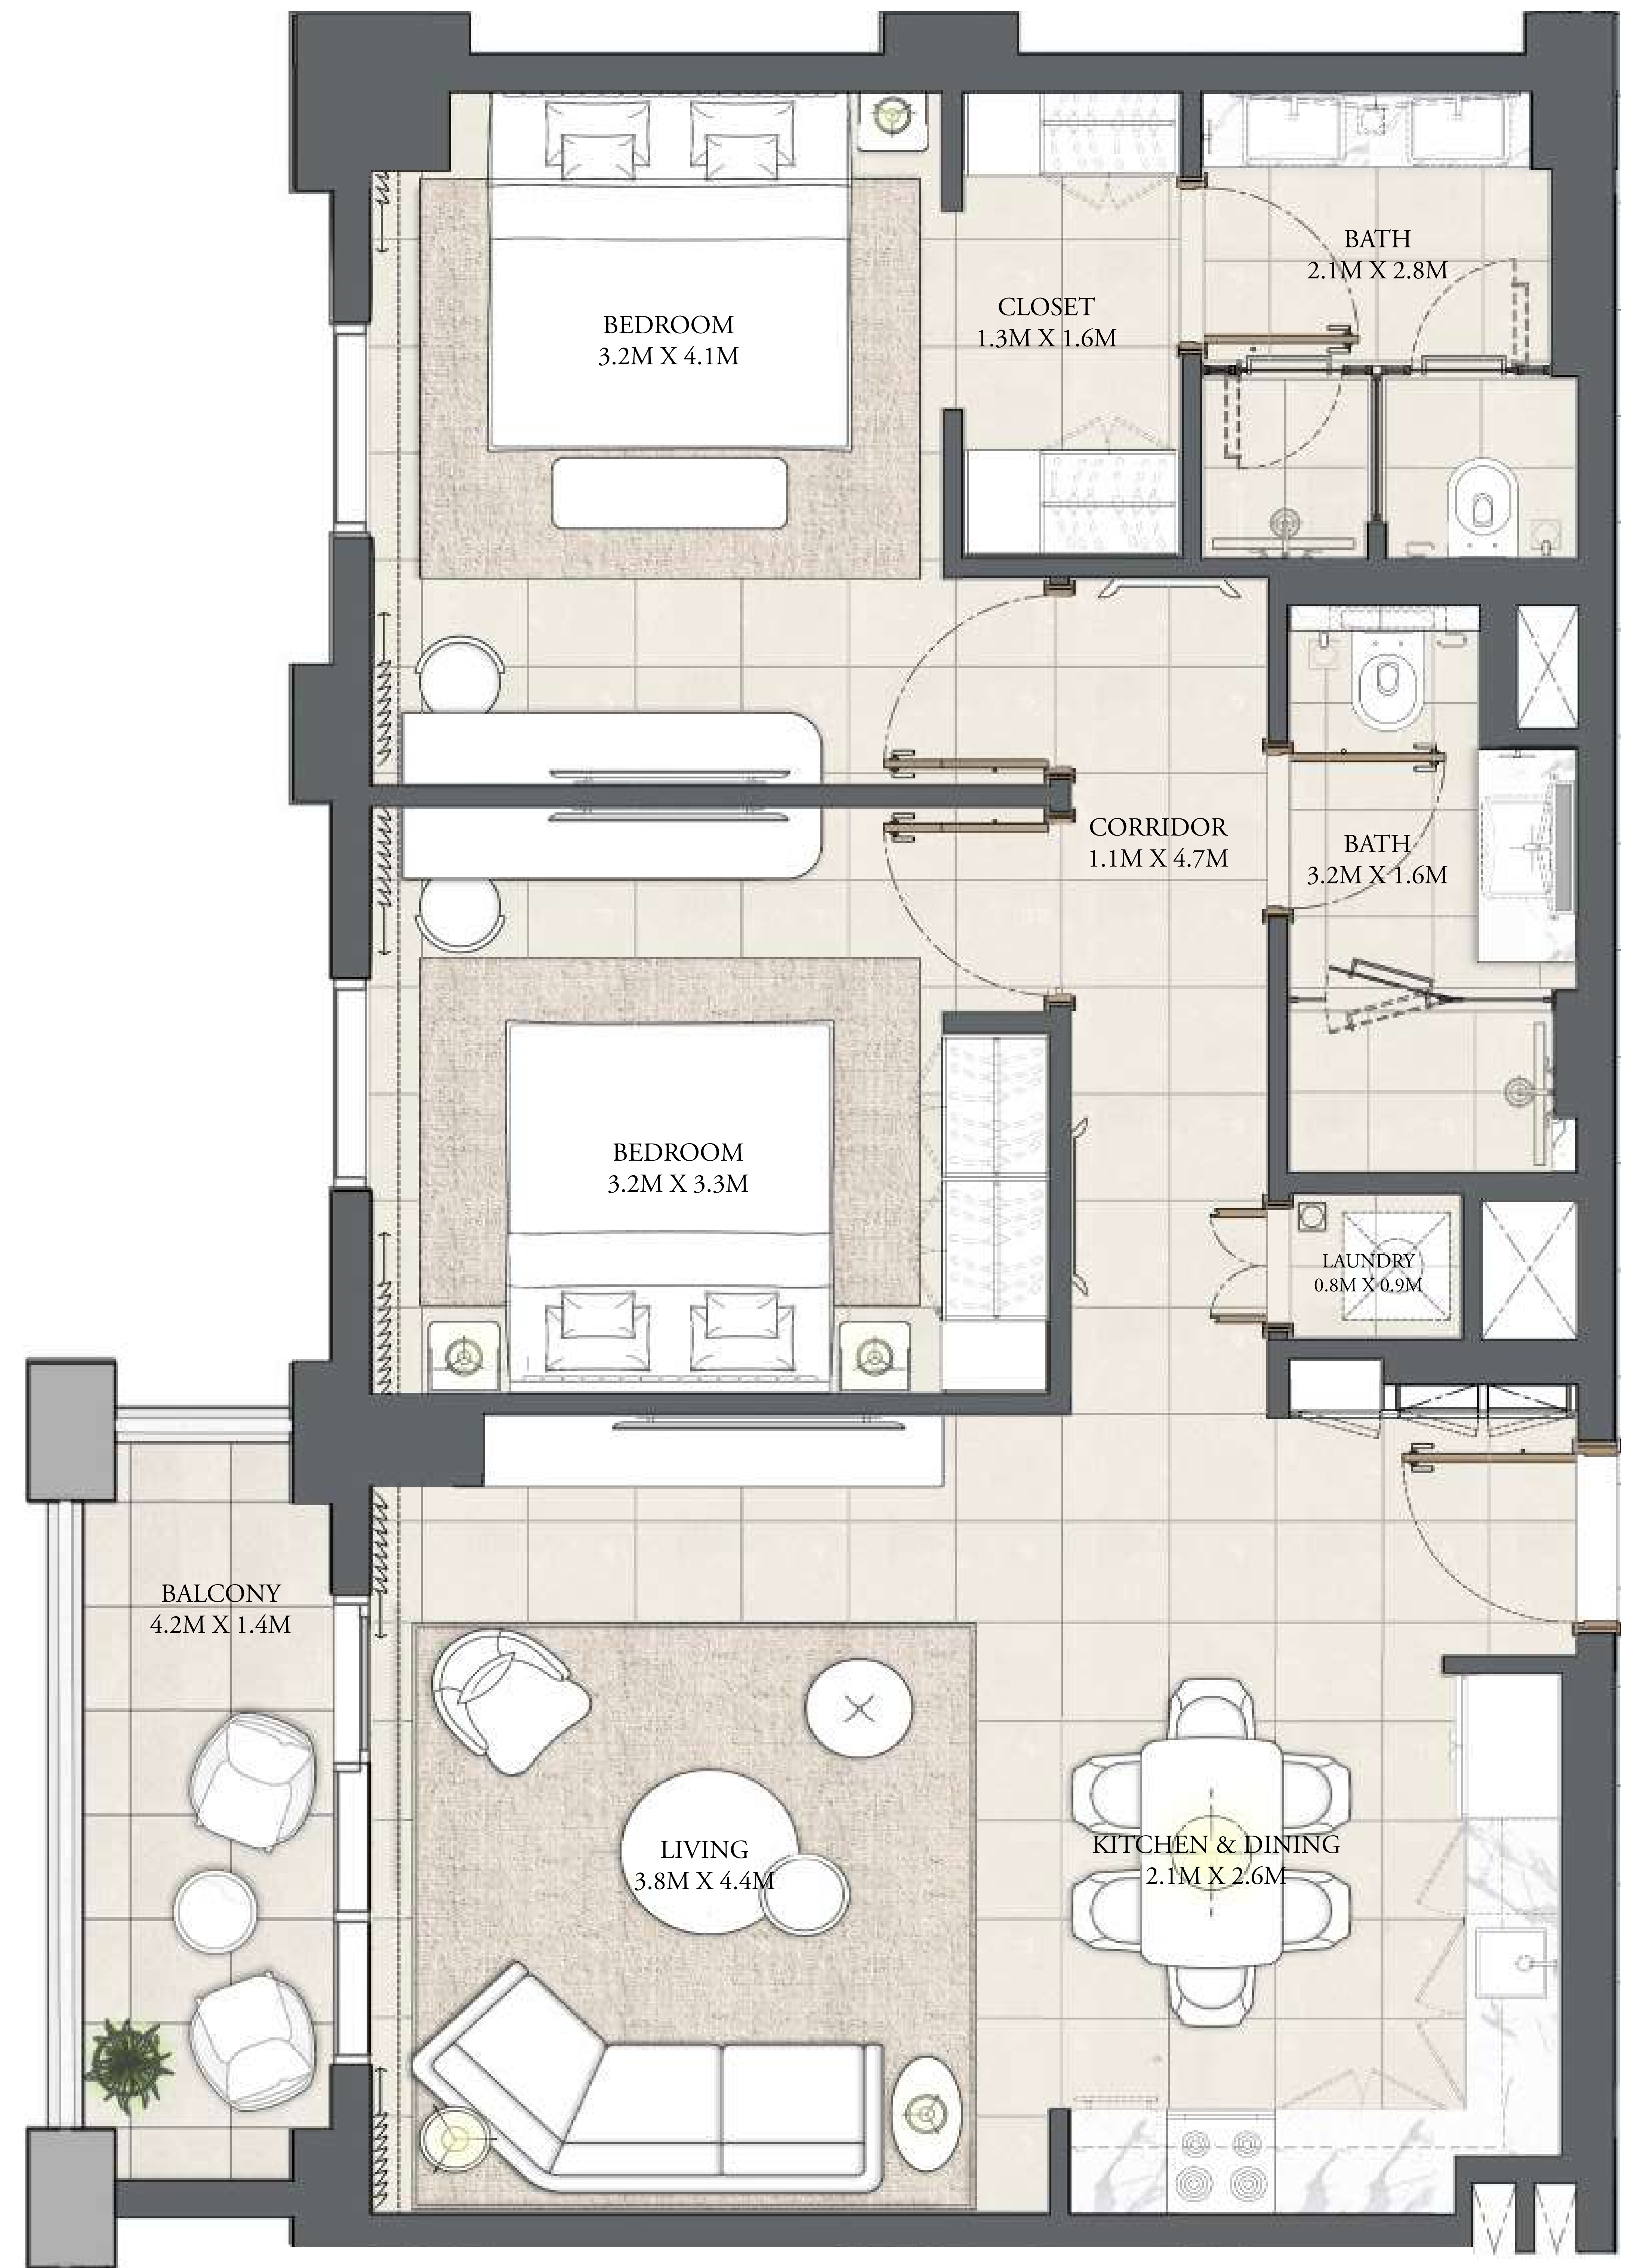 BATH
2.1M X 2.8M
CLOSET
1.3M X 1.6M
BEDROOM
3.2M X 4.1M
CORRIDOR
1.1M X 4.7M
BATH
3.2M X 1.6M
BEDROOM
3.2M X 3.3M
LAUNDRY
0.8M X 0.9M
BALCONY
4.2M X 1.4M
LIVING
3.8M X 4.4M
KITCHEN & DINING
2.1M X 2.6M